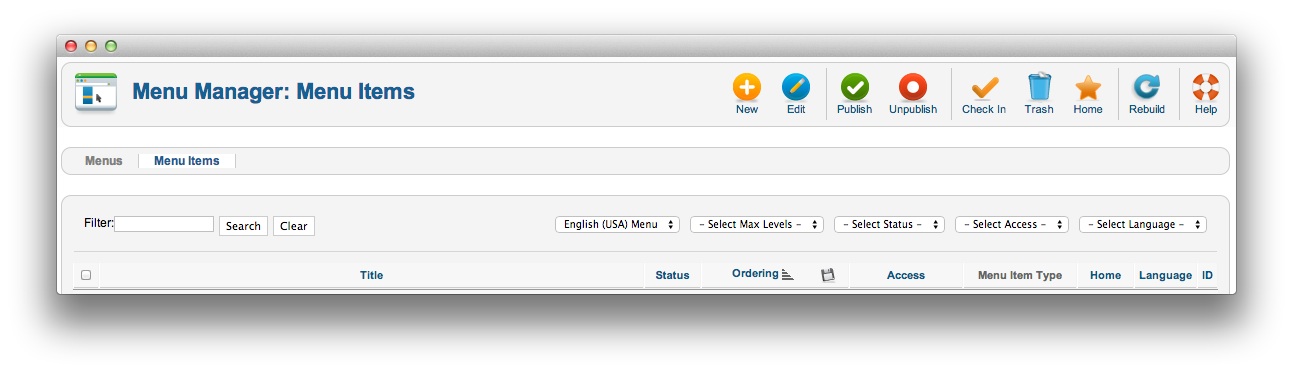 Menu Manager: Menu Items
New Edit Publish Unpublish Check In Trash Home Rebuild Help
Menus Menu Items
Filter: Search Clear English (USA) Menu - Select Max Levels - - Select Status - - Select Access - - Select Language -
Title Status Ordering Access Menu Item Type Home Language ID